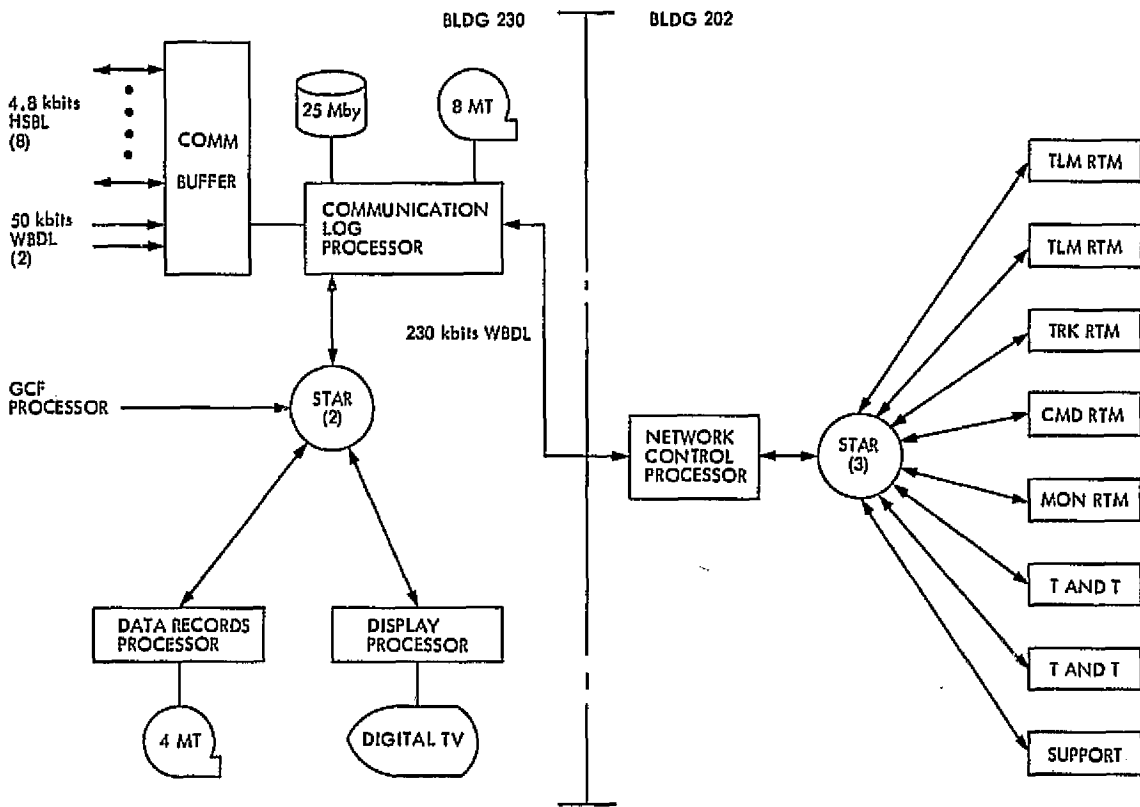 BLDG 230
BLDG 202
4.8 kbits
HSBL
(8)
50 kbits
WBDL
(2)
COMM
BUFFER
25 Mby
8 MT
COMMUNICATION
LOG
PROCESSOR
230 kbits WBDL
GCF
PROCESSOR
STAR
(2)
DATA RECORDS
PROCESSOR
DISPLAY
PROCESSOR
4 MT
DIGITAL TV
NETWORK
CONTROL
PROCESSOR
STAR
(3)
TLM RTM
TLM RTM
TRK RTM
CMD RTM
MON RTM
T AND T
T AND T
SUPPORT